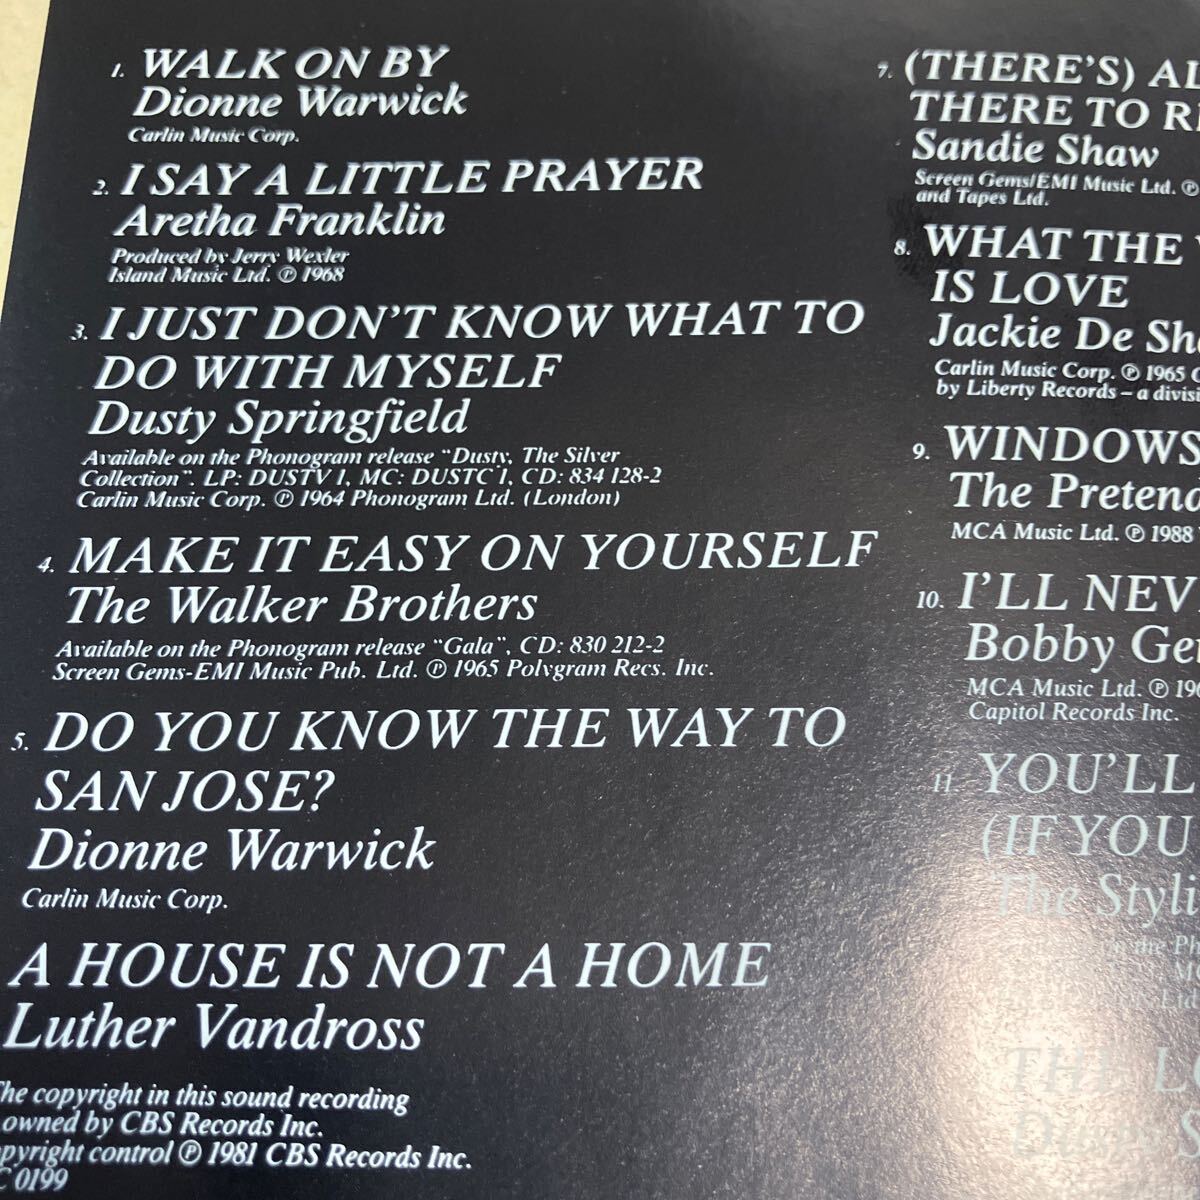 1. WALK ON BY
Dionne Warwick
Carlin Music Corp.
2. I SAY A LITTLE PRAYER
Aretha Franklin
Produced by Jerry Wexler
Island Music Ltd. ℗ 1968
3. I JUST DON'T KNOW WHAT TO
DO WITH MYSELF
Dusty Springfield
Available on the Phonogram release "Dusty, The Silver
Collection". LP: DUSTV 1, MC: DUSTC 1, CD: 834 128-2
Carlin Music Corp. ℗ 1964 Phonogram Ltd. (London)
4. MAKE IT EASY ON YOURSELF
The Walker Brothers
Available on the Phonogram release "Gala", CD: 830 212-2
Screen Gems-EMI Music Pub. Ltd. ℗ 1965 Polygram Recs. Inc.
5. DO YOU KNOW THE WAY TO
SAN JOSE?
Dionne Warwick
Carlin Music Corp.
A HOUSE IS NOT A HOME
Luther Vandross
The copyright in this sound recording
owned by CBS Records Inc.
opyright control ℗ 1981 CBS Records Inc.
C 0199
7. (THERE'S) AL
THERE TO RE
Sandie Shaw
Screen Gems/EMI Music Ltd. ℗
and Tapes Ltd.
8. WHAT THE
IS LOVE
Jackie De Sha
Carlin Music Corp. ℗ 1965
by Liberty Records – a divisi
9. WINDOWS
The Pretend
MCA Music Ltd. ℗ 1988
10. I'LL NEV
Bobby Ge
MCA Music Ltd. ℗ 196
Capitol Records Inc.
11 YOU'LL
(IF YOU
The Styli
on the Ph
THE LO
S